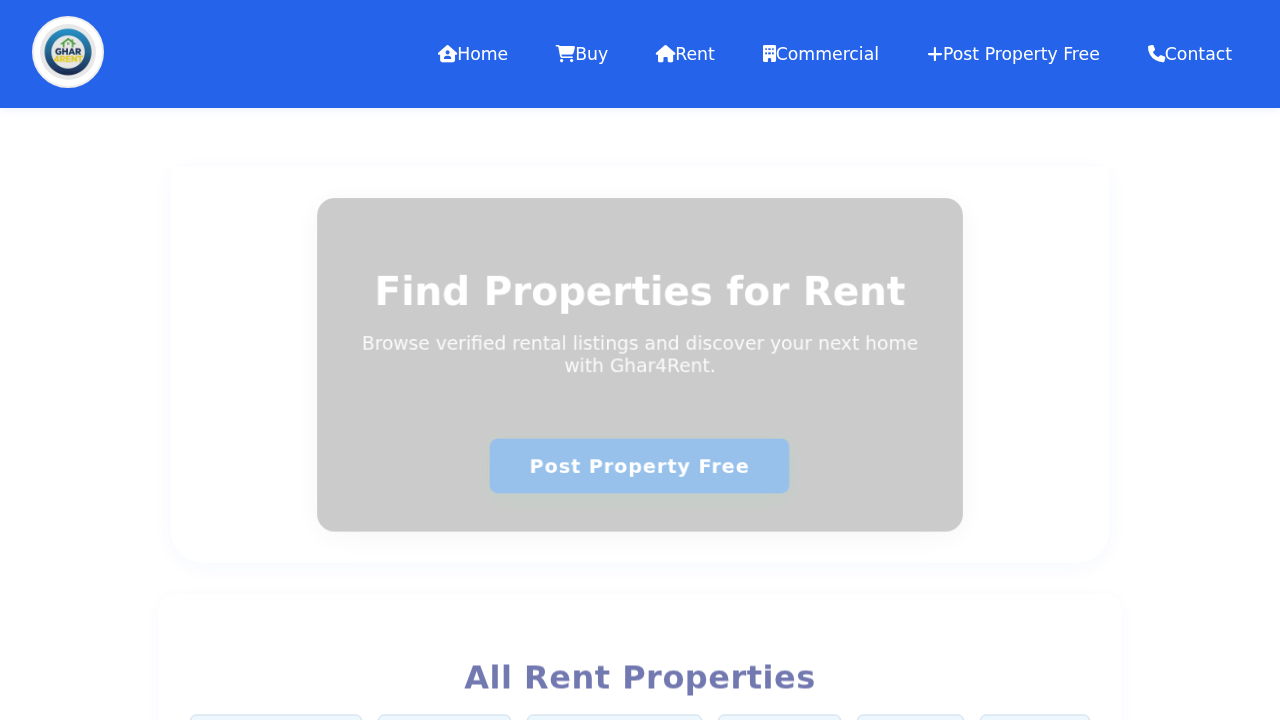 GHAR
4RENT
Home
Buy
Rent
Commercial
Post Property Free
Contact
Find Properties for Rent
Browse verified rental listings and discover your next home
with Ghar4Rent.
Post Property Free
All Rent Properties